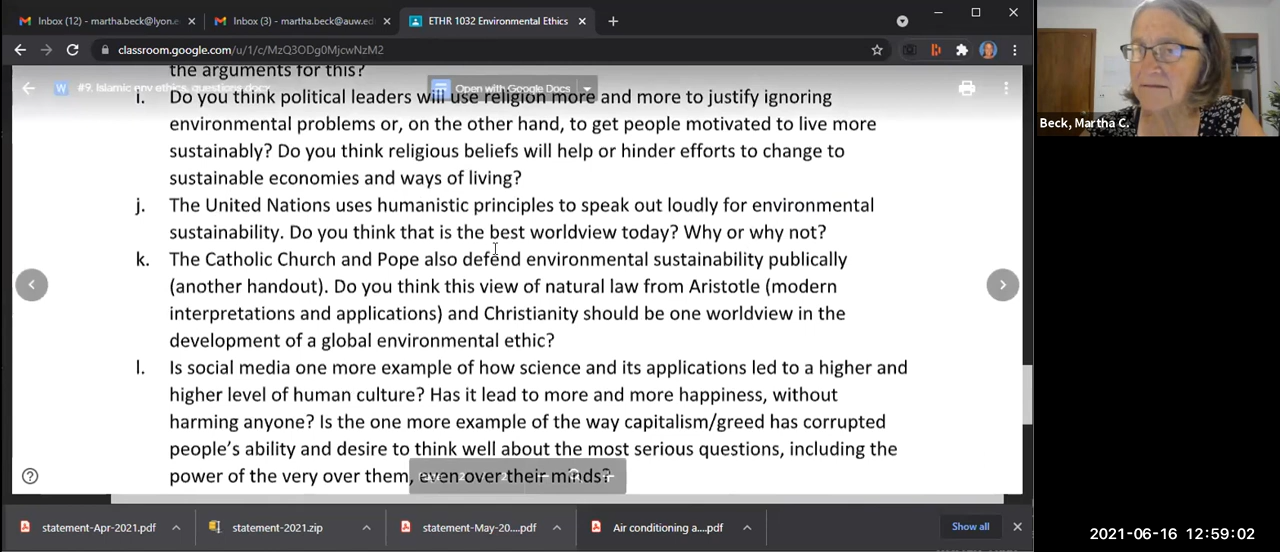 Inbox (12) - martha.beck@lyon.e
Inbox (3) - martha.beck@auw.ed
ETHR 1032 Environmental Ethics
classroom.google.com/u/1/c/MzQ3ODg0MjcwNzM2
the arguments for this?
#9. Islamic env ethics, questions.docx
Open with Google Docs
i. Do you think political leaders will use religion more and more to justify ignoring
environmental problems or, on the other hand, to get people motivated to live more
sustainably? Do you think religious beliefs will help or hinder efforts to change to
sustainable economies and ways of living?
j. The United Nations uses humanistic principles to speak out loudly for environmental
sustainability. Do you think that is the best worldview today? Why or why not?
k. The Catholic Church and Pope also defend environmental sustainability publically
(another handout). Do you think this view of natural law from Aristotle (modern
interpretations and applications) and Christianity should be one worldview in the
development of a global environmental ethic?
l. Is social media one more example of how science and its applications led to a higher and
higher level of human culture? Has it lead to more and more happiness, without
harming anyone? Is the one more example of the way capitalism/greed has corrupted
people's ability and desire to think well about the most serious questions, including the
power of the very over them, even over their minds?
statement-Apr-2021.pdf
statement-2021.zip
statement-May-20....pdf
Air conditioning a....pdf
Show all
Beck, Martha C.
2021-06-16 12:59:02